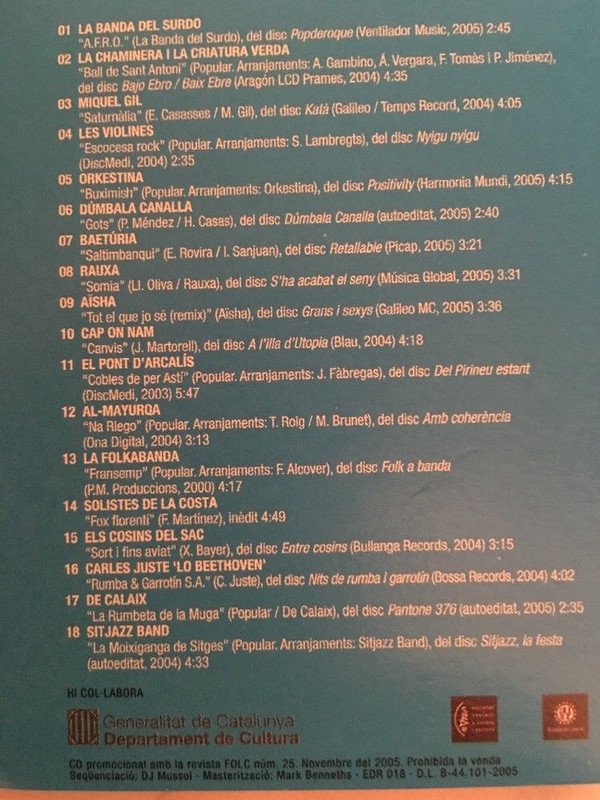 01 LA BANDA DEL SURDO
"A.F.R.O." (La Banda del Surdo), del disc Popderoque (Ventilador Music, 2005) 2:45
02 LA CHAMINERA I LA CRIATURA VERDA
"Ball de Sant Antoni" (Popular. Arranjaments: A. Gambino, Á. Vergara, F. Tomàs i P. Jiménez),
del disc Bajo Ebro / Baix Ebre (Aragón LCD Prames, 2004) 4:35
03 MIQUEL GIL
"Saturnàlia" (E. Casasses / M. Gil), del disc Katà (Galileo / Temps Record, 2004) 4:05
04 LES VIOLINES
"Escocesa rock" (Popular. Arranjaments: S. Lambregts), del disc Nyigu nyigu
(DiscMedi, 2004) 2:35
05 ORKESTINA
"Buximish" (Popular. Arranjaments: Orkestina), del disc Positivity (Harmonia Mundi, 2005) 4:15
06 DÚMBALA CANALLA
"Gots" (P. Méndez / H. Casas), del disc Dúmbala Canalla (autoeditat, 2005) 2:40
07 BAETÚRIA
"Saltimbanqui" (E. Rovira / I. Sanjuan), del disc Retallable (Picap, 2005) 3:21
08 RAUXA
"Somia" (Ll. Oliva / Rauxa), del disc S'ha acabat el seny (Música Global, 2005) 3.31
09 AÏSHA
"Tot el que jo sé (remix)" (Aïsha), del disc Grans i sexys (Galileo MC, 2005) 3:36
10 CAP ON NAM
"Canvis" (J. Martorell), del disc A l'illa d'Utopia (Blau, 2004) 4:18
11 EL PONT D'ARCALÍS
"Cobles de per Astí" (Popular. Arranjaments: J. Fàbregas), del disc Del Pirineu estant
(DiscMedi, 2003) 5:47
12 AL-MAYURQA
"Na Riego" (Popular. Arranjaments: T. Roig / M. Brunet), del disc Amb coherència
(Ona Digital, 2004) 3:13
13 LA FOLKABANDA
"Fransemp" (Popular. Arranjaments: F. Alcover), del disc Folk a banda
(P.M. Produccions, 2000) 4:17
14 SOLISTES DE LA COSTA
"Fox florentí" (F. Martínez), inèdit 4:49
15 ELS COSINS DEL SAC
"Sort i fins aviat" (X. Bayer), del disc Entre cosins (Bullanga Records, 2004) 3:15
16 CARLES JUSTE 'LO BEETHOVEN'
"Rumba & Garrotín S.A." (C. Juste), del disc Nits de rumba i garrotín (Bossa Records, 2004) 4:02
17 DE CALAIX
"La Rumbeta de la Muga" (Popular / De Calaix), del disc Pantone 376 (autoeditat, 2005) 2:35
18 SITJAZZ BAND
"La Moixiganga de Sitges" (Popular. Arranjaments: Sitjazz Band), del disc Sitjazz, la festa
(autoeditat, 2004) 4:33
HI COL·LABORA
Generalitat de Catalunya
Departament de Cultura
CD promocional amb la revista FOLC núm. 25. Novembre del 2005. Prohibida la venda
Seqüenciació: DJ Mussol - Masterització: Mark Benneths - EDR 018 - D.L. B-44.101-2005